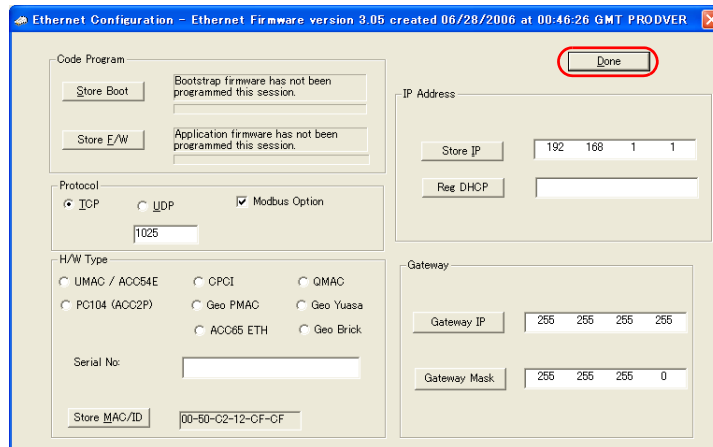 Ethernet Configuration - Ethernet Firmware version 3.05 created 06/28/2006 at 00:46:26 GMT PRODVER
Code Program
Store Boot
Bootstrap firmware has not been
programmed this session.
Store F/W
Application firmware has not been
programmed this session.
Done
IP Address
Store IP
192 168 1 1
Reg DHCP
Protocol
TCP
UDP
Modbus Option
1025
H/W Type
UMAC / ACC54E
CPCI
QMAC
PC104 (ACC2P)
Geo PMAC
Geo Yuasa
ACC65 ETH
Geo Brick
Serial No:
Store MAC/ID
00-50-C2-12-CF-CF
Gateway
Gateway IP
255 255 255 255
Gateway Mask
255 255 255 0